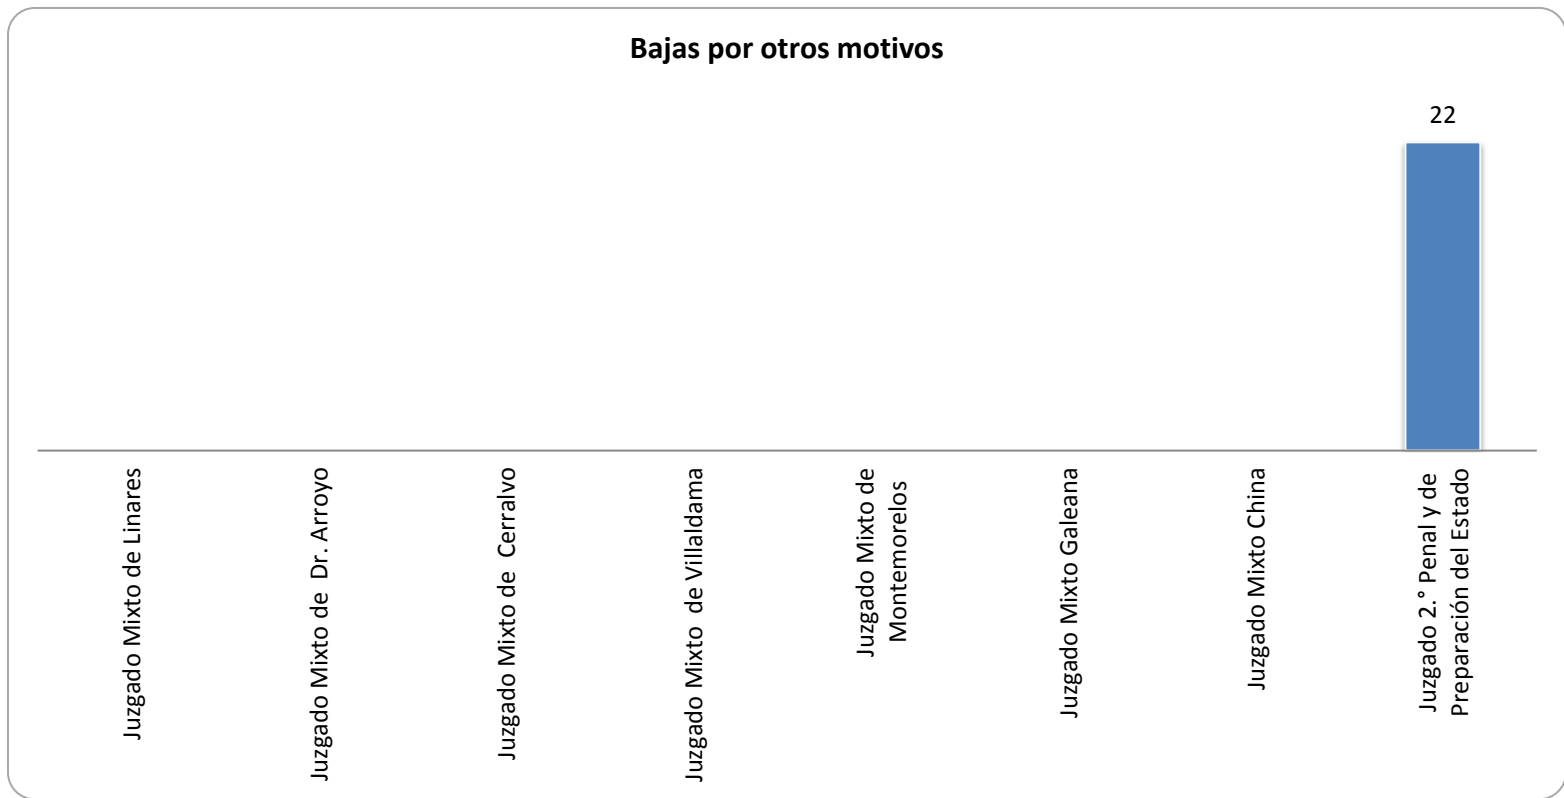 Bajas por otros motivos
22
Juzgado Mixto de Linares
Juzgado Mixto de  Dr. Arroyo
Juzgado Mixto de  Cerralvo
Juzgado Mixto  de Villaldama
Juzgado Mixto de
Montemorelos
Juzgado Mixto Galeana
Juzgado Mixto China
Juzgado 2.° Penal y de
Preparación del Estado